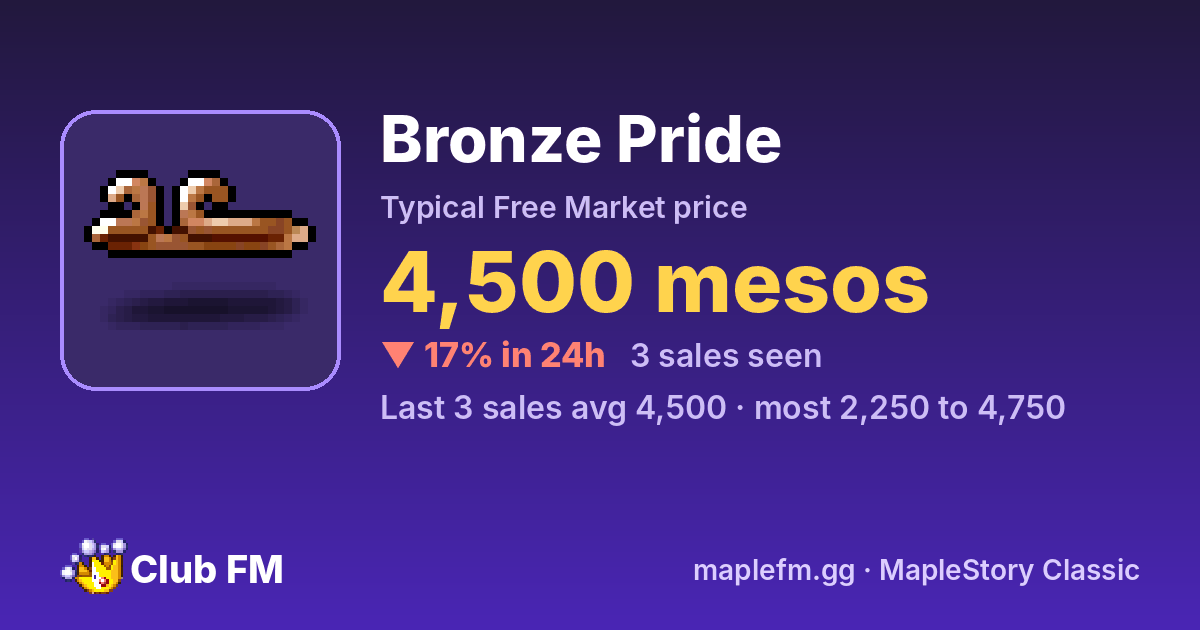 Bronze Pride
Typical Free Market price
4,500 mesos
▼ 17% in 24h 3 sales seen
Last 3 sales avg 4,500 · most 2,250 to 4,750
Club FM
maplefm.gg · MapleStory Classic